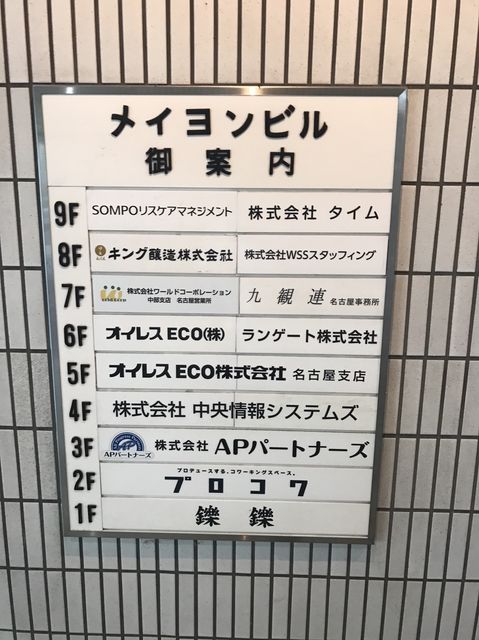 メイヨンビル
御案内
9F SOMPOリスケアマネジメント 株式会社 タイム
8F キング醸造株式会社 株式会社WSSスタッフィング
7F 株式会社ワールドコーポレーション
中部支店 名古屋営業所 九観連 名古屋事務所
6F オイレスECO(株) ランゲート株式会社
5F オイレスECO株式会社 名古屋支店
4F 株式会社 中央情報システムズ
3F APパートナーズ 株式会社 APパートナーズ
プロデュースする、コワーキングスペース。
2F プロコワ
1F 鑠鑠